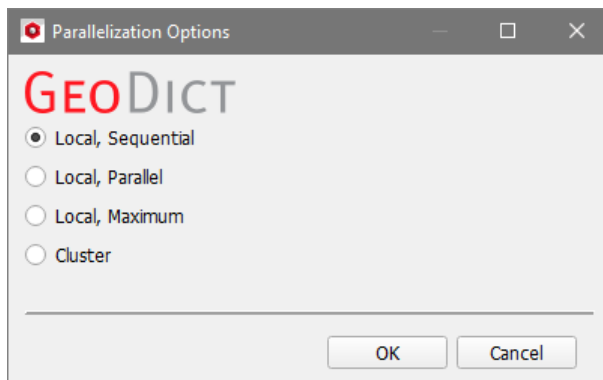 Parallelization Options
GEODICT
Local, Sequential
Local, Parallel
Local, Maximum
Cluster
OK Cancel